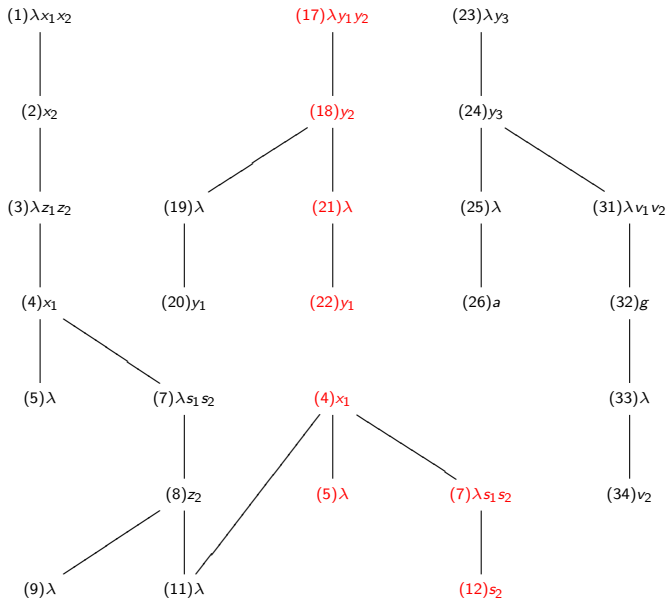 (1)λx₁x₂ (17)λy₁y₂ (23)λy₃
(2)x₂ (18)y₂ (24)y₃
(3)λz₁z₂ (19)λ (21)λ (25)λ (31)λv₁v₂
(4)x₁ (20)y₁ (22)y₁ (26)a (32)g
(5)λ (7)λs₁s₂ (4)x₁ (33)λ
(8)z₂ (5)λ (7)λs₁s₂ (34)v₂
(9)λ (11)λ (12)s₂